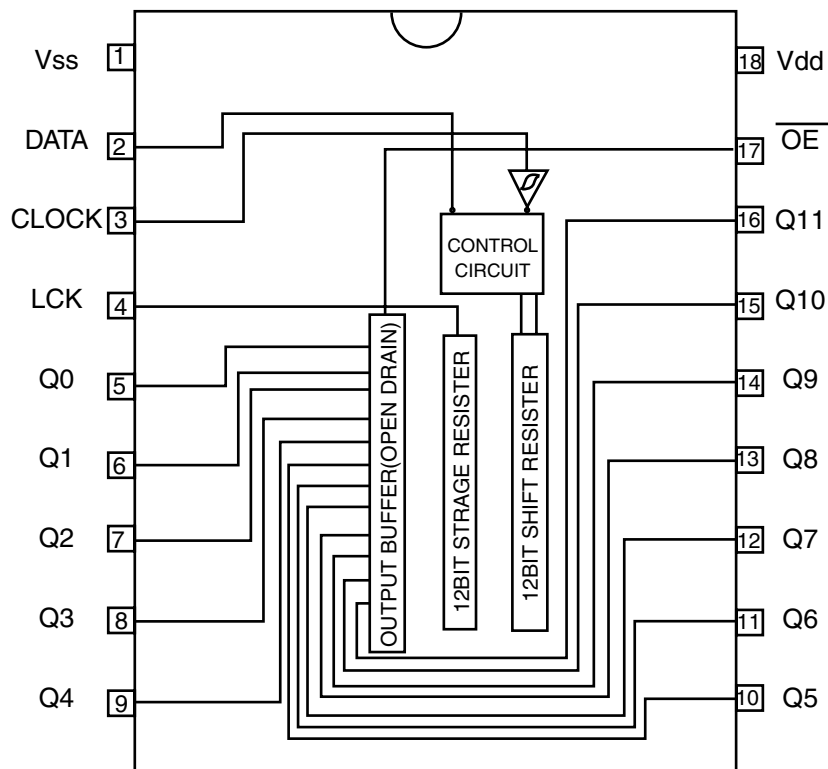 Vss 1
DATA 2
CLOCK 3
LCK 4
Q0 5
Q1 6
Q2 7
Q3 8
Q4 9
18 Vdd
17 OE
16 Q11
15 Q10
14 Q9
13 Q8
12 Q7
11 Q6
10 Q5
CONTROL
CIRCUIT
OUTPUT BUFFER(OPEN DRAIN)
12BIT STRAGE RESISTER
12BIT SHIFT RESISTER